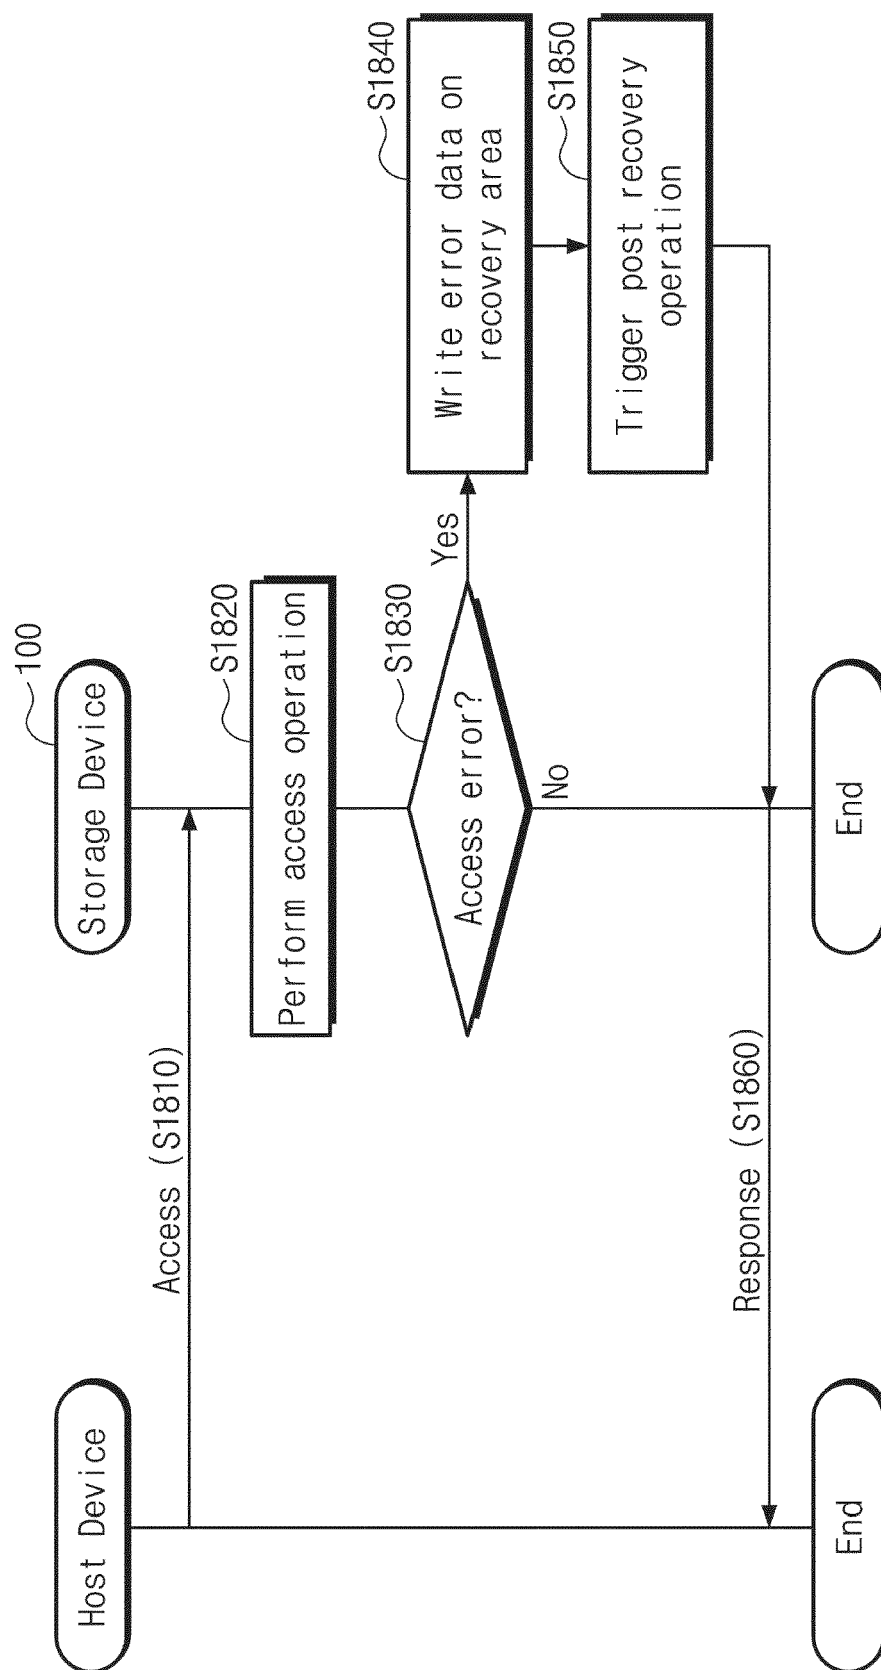 Host Device
Storage Device
100
Access (S1810)
Perform access operation
S1820
Access error?
S1830
Yes
No
Write error data on
recovery area
S1840
Trigger post recovery
operation
S1850
Response (S1860)
End
End